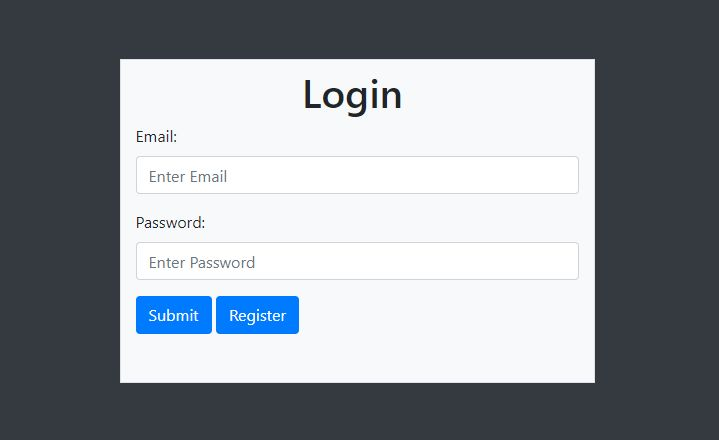 Login
Email:
Enter Email
Password:
Enter Password
Submit Register